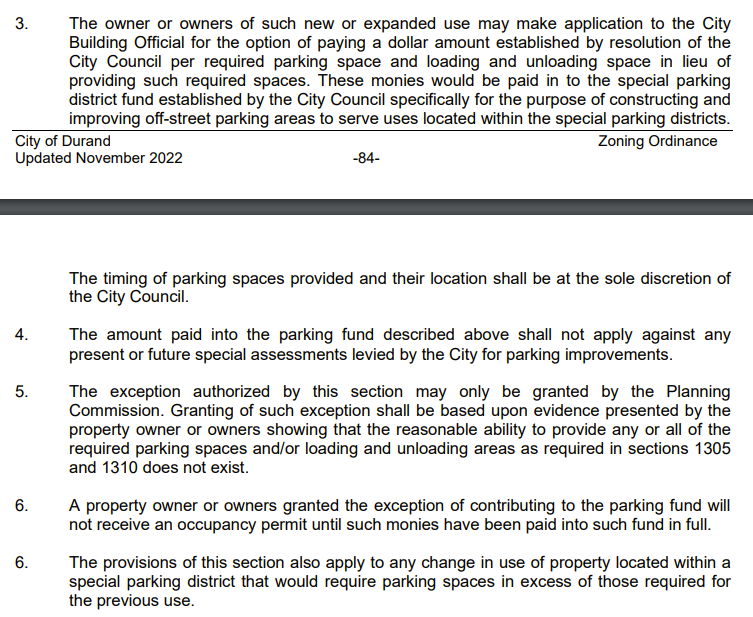 3. The owner or owners of such new or expanded use may make application to the City
Building Official for the option of paying a dollar amount established by resolution of the
City Council per required parking space and loading and unloading space in lieu of
providing such required spaces. These monies would be paid in to the special parking
district fund established by the City Council specifically for the purpose of constructing and
improving off-street parking areas to serve uses located within the special parking districts.
City of Durand Zoning Ordinance
Updated November 2022 -84-
The timing of parking spaces provided and their location shall be at the sole discretion of
the City Council.
4. The amount paid into the parking fund described above shall not apply against any
present or future special assessments levied by the City for parking improvements.
5. The exception authorized by this section may only be granted by the Planning
Commission. Granting of such exception shall be based upon evidence presented by the
property owner or owners showing that the reasonable ability to provide any or all of the
required parking spaces and/or loading and unloading areas as required in sections 1305
and 1310 does not exist.
6. A property owner or owners granted the exception of contributing to the parking fund will
not receive an occupancy permit until such monies have been paid into such fund in full.
6. The provisions of this section also apply to any change in use of property located within a
special parking district that would require parking spaces in excess of those required for
the previous use.